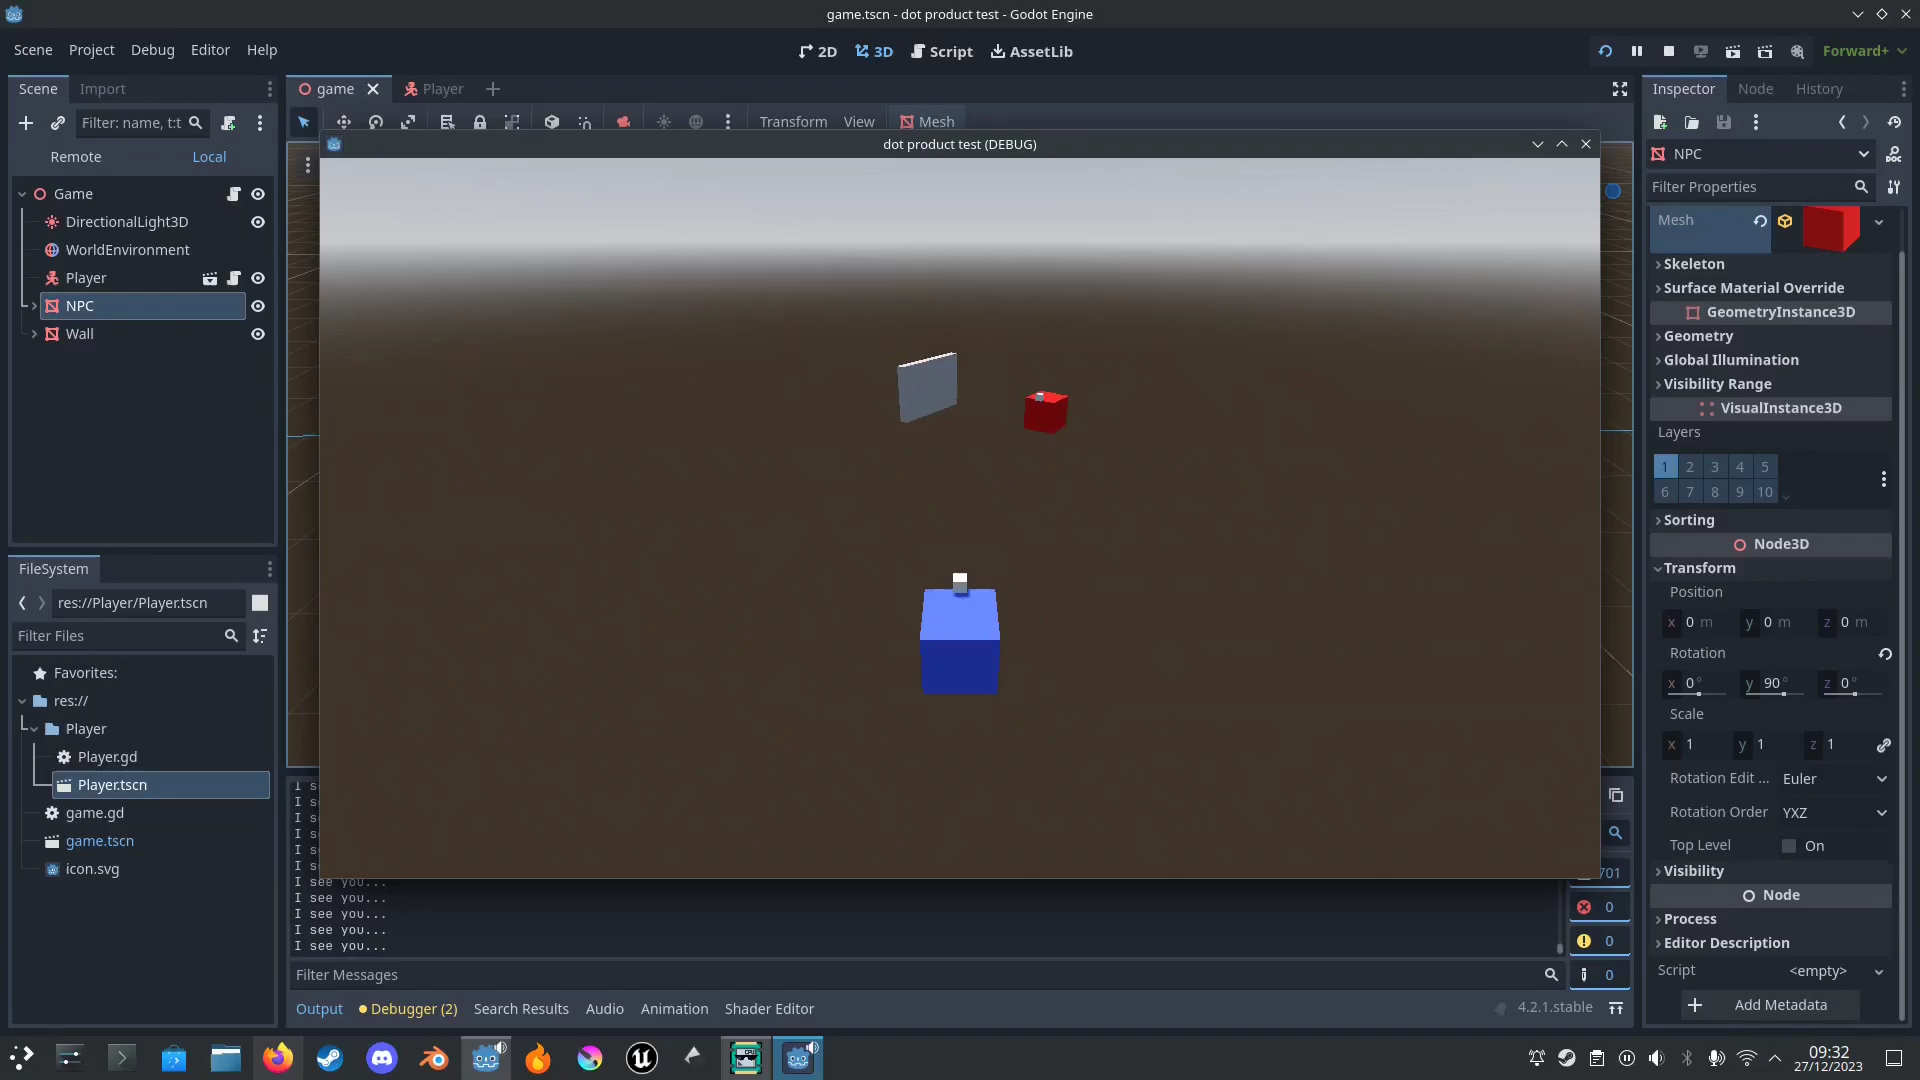 game.tscn - dot product test - Godot Engine
Scene Project Debug Editor Help
2D 3D Script AssetLib
Forward+
Scene Import
game Player
Inspector Node History
Filter: name, t:t
Transform View Mesh
Remote Local
dot product test (DEBUG)
NPC
Filter Properties
Game
DirectionalLight3D
WorldEnvironment
Player
NPC
Wall
Mesh
Skeleton
Surface Material Override
GeometryInstance3D
Geometry
Global Illumination
Visibility Range
VisualInstance3D
Layers
1 2 3 4 5
6 7 8 9 10
Sorting
Node3D
Transform
Position
x 0 m y 0 m z 0 m
Rotation
x 0° y 90° z 0°
Scale
x 1 y 1 z 1
Rotation Edit ... Euler
Rotation Order YXZ
Top Level On
Visibility
Node
Process
Editor Description
Script <empty>
Add Metadata
FileSystem
res://Player/Player.tscn
Filter Files
Favorites:
res://
Player
Player.gd
Player.tscn
game.gd
game.tscn
icon.svg
I s
I s
I s
I s
I s
I s
I see you...
I see you...
I see you...
I see you...
I see you...
701
0
0
0
Filter Messages
Output Debugger (2) Search Results Audio Animation Shader Editor
4.2.1.stable
09:32
27/12/2023